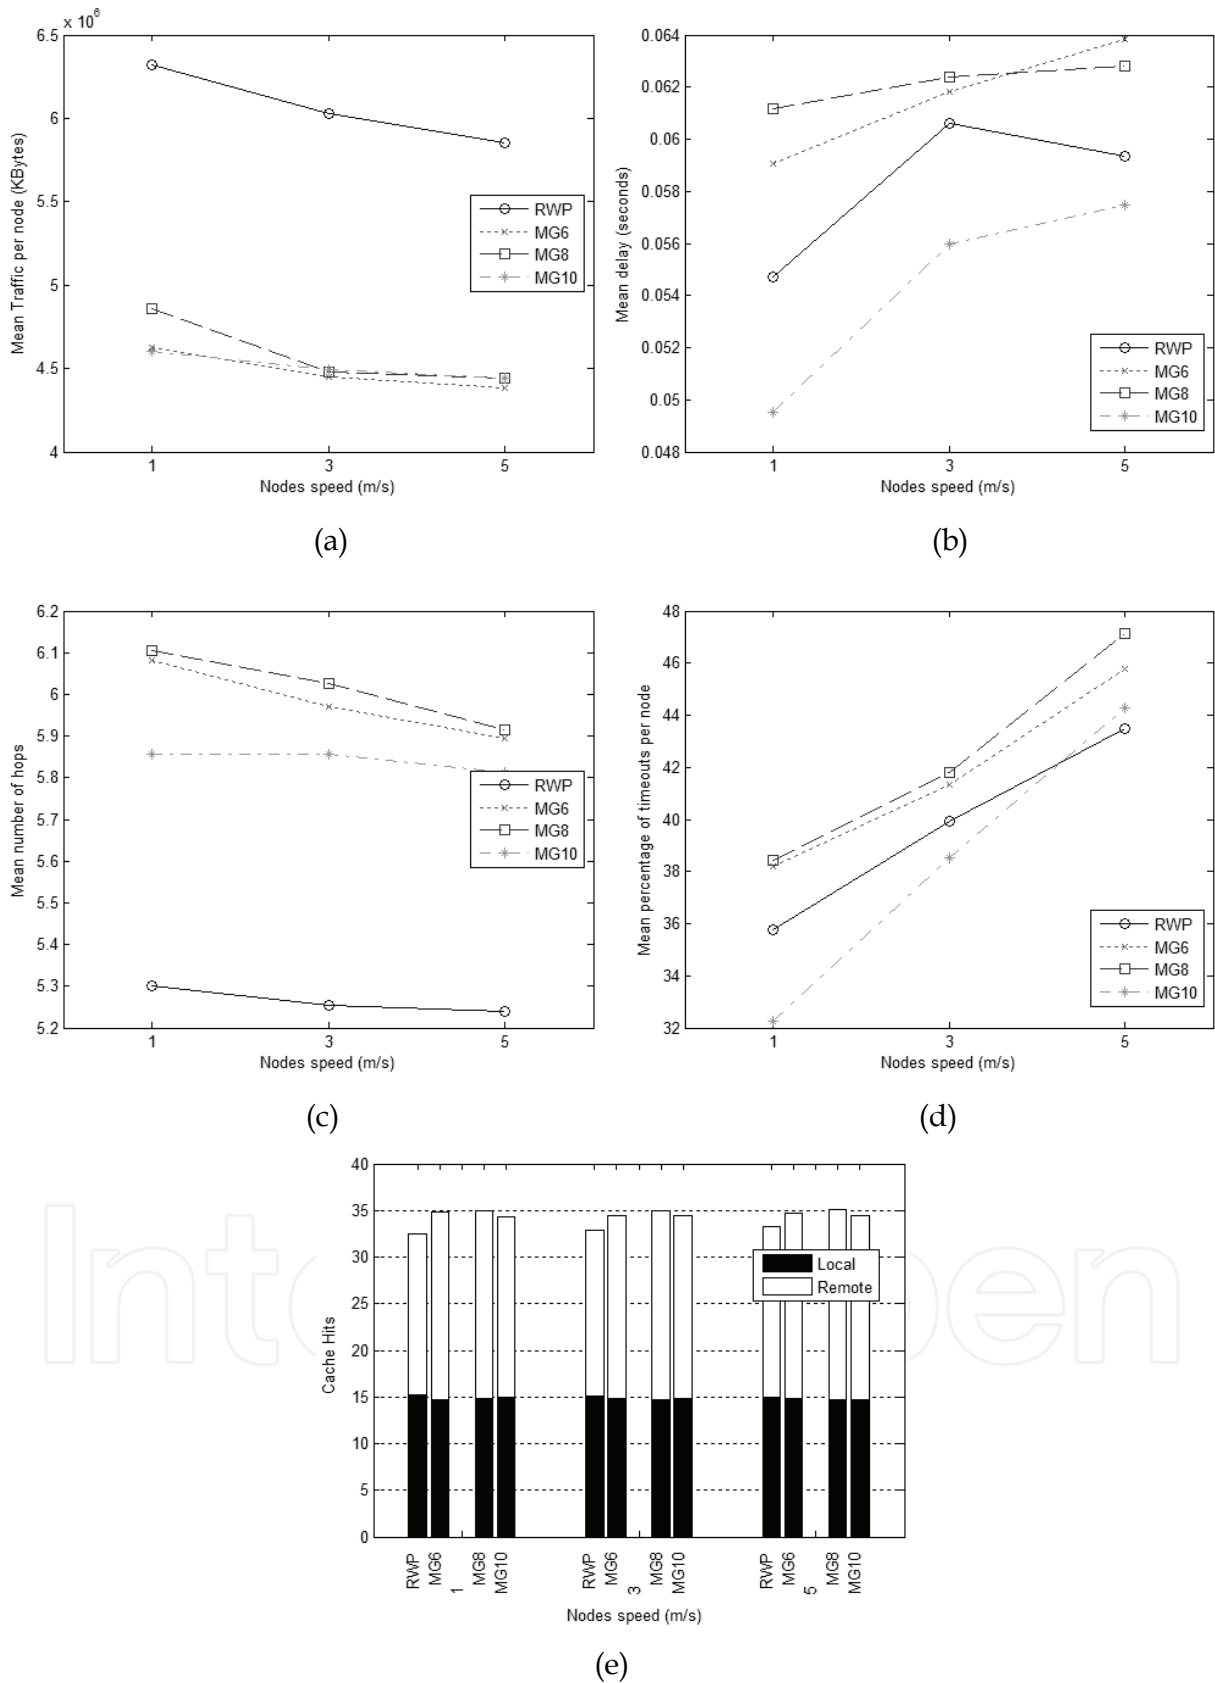 x 10^6
6.5
6
5.5
5
4.5
4
Mean Traffic per node (KBytes)
RWP
MG6
MG8
MG10
1 3 5
Nodes speed (m/s)
(a)
0.064
0.062
0.06
0.058
0.056
0.054
0.052
0.05
0.048
Mean delay (seconds)
RWP
MG6
MG8
MG10
1 3 5
Nodes speed (m/s)
(b)
6.2
6.1
6
5.9
5.8
5.7
5.6
5.5
5.4
5.3
5.2
Mean number of hops
RWP
MG6
MG8
MG10
1 3 5
Nodes speed (m/s)
(c)
48
46
44
42
40
38
36
34
32
Mean percentage of timeouts per node
RWP
MG6
MG8
MG10
1 3 5
Nodes speed (m/s)
(d)
40
35
30
25
20
15
10
5
0
Cache Hits
Local
Remote
RWP MG6 1 MG8 MG10 RWP MG6 3 MG8 MG10 RWP MG6 5 MG8 MG10
Nodes speed (m/s)
(e)